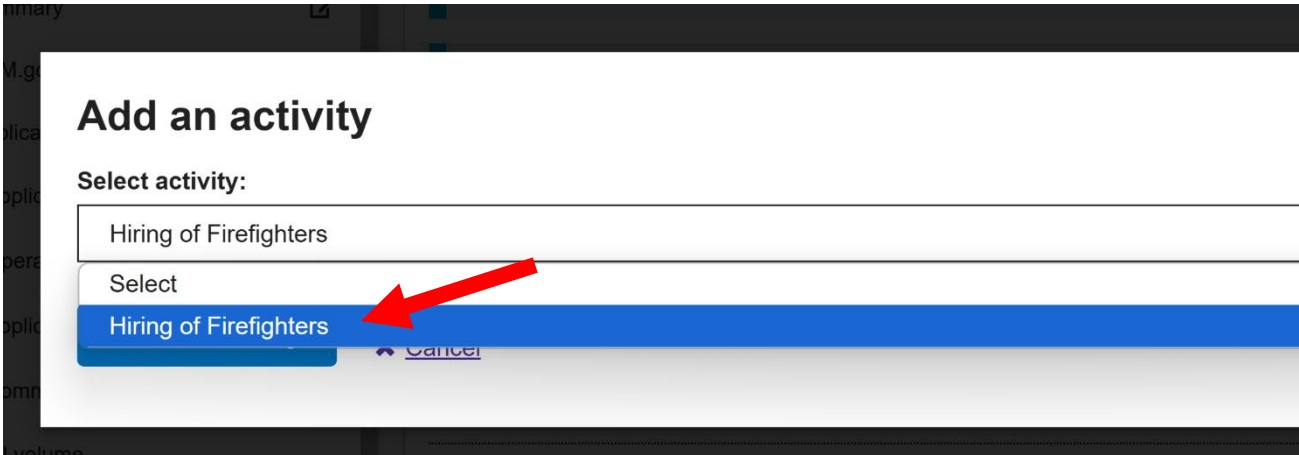 Add an activity
Select activity:
Hiring of Firefighters
Select
Hiring of Firefighters
Cancel